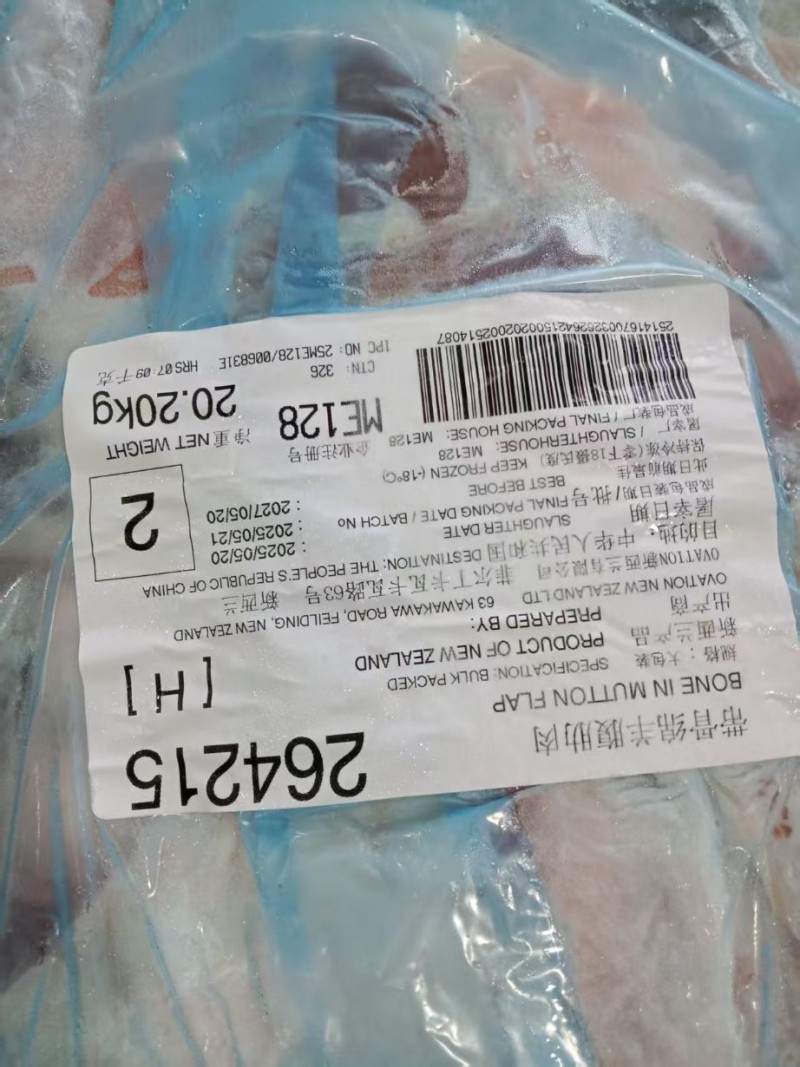 带骨绵羊腹肋肉 264215
BONE IN MUTTON FLAP
规格：大包装 SPECIFICATION: BULK PACKED [ H ]
新西兰产品 PRODUCT OF NEW ZEALAND
出产商 PREPARED BY:
OVATION NEW ZEALAND LTD 63 KAWAKAWA ROAD, FEILDING, NEW ZEALAND
OVATION新西兰有限公司 菲尔丁卡瓦卡瓦路63号 新西兰
目的地：中华人民共和国 DESTINATION: THE PEOPLE'S REPUBLIC OF CHINA
屠宰日期 SLAUGHTER DATE : 2025/05/20
成品包装日期/批号 FINAL PACKING DATE / BATCH No : 2025/05/21
此日期前最佳 BEST BEFORE : 2027/05/20
2
保持冷冻（零下18摄氏度） KEEP FROZEN (-18°C)
屠宰厂 / SLAUGHTERHOUSE: ME128
成品包装厂 / FINAL PACKING HOUSE: ME128
企业注册号 净重 NET WEIGHT
ME128 20.20kg
CTN: 326
IPC NO: 25ME128/006831E HRS 07:09 千克
25141670032626421500202002514087